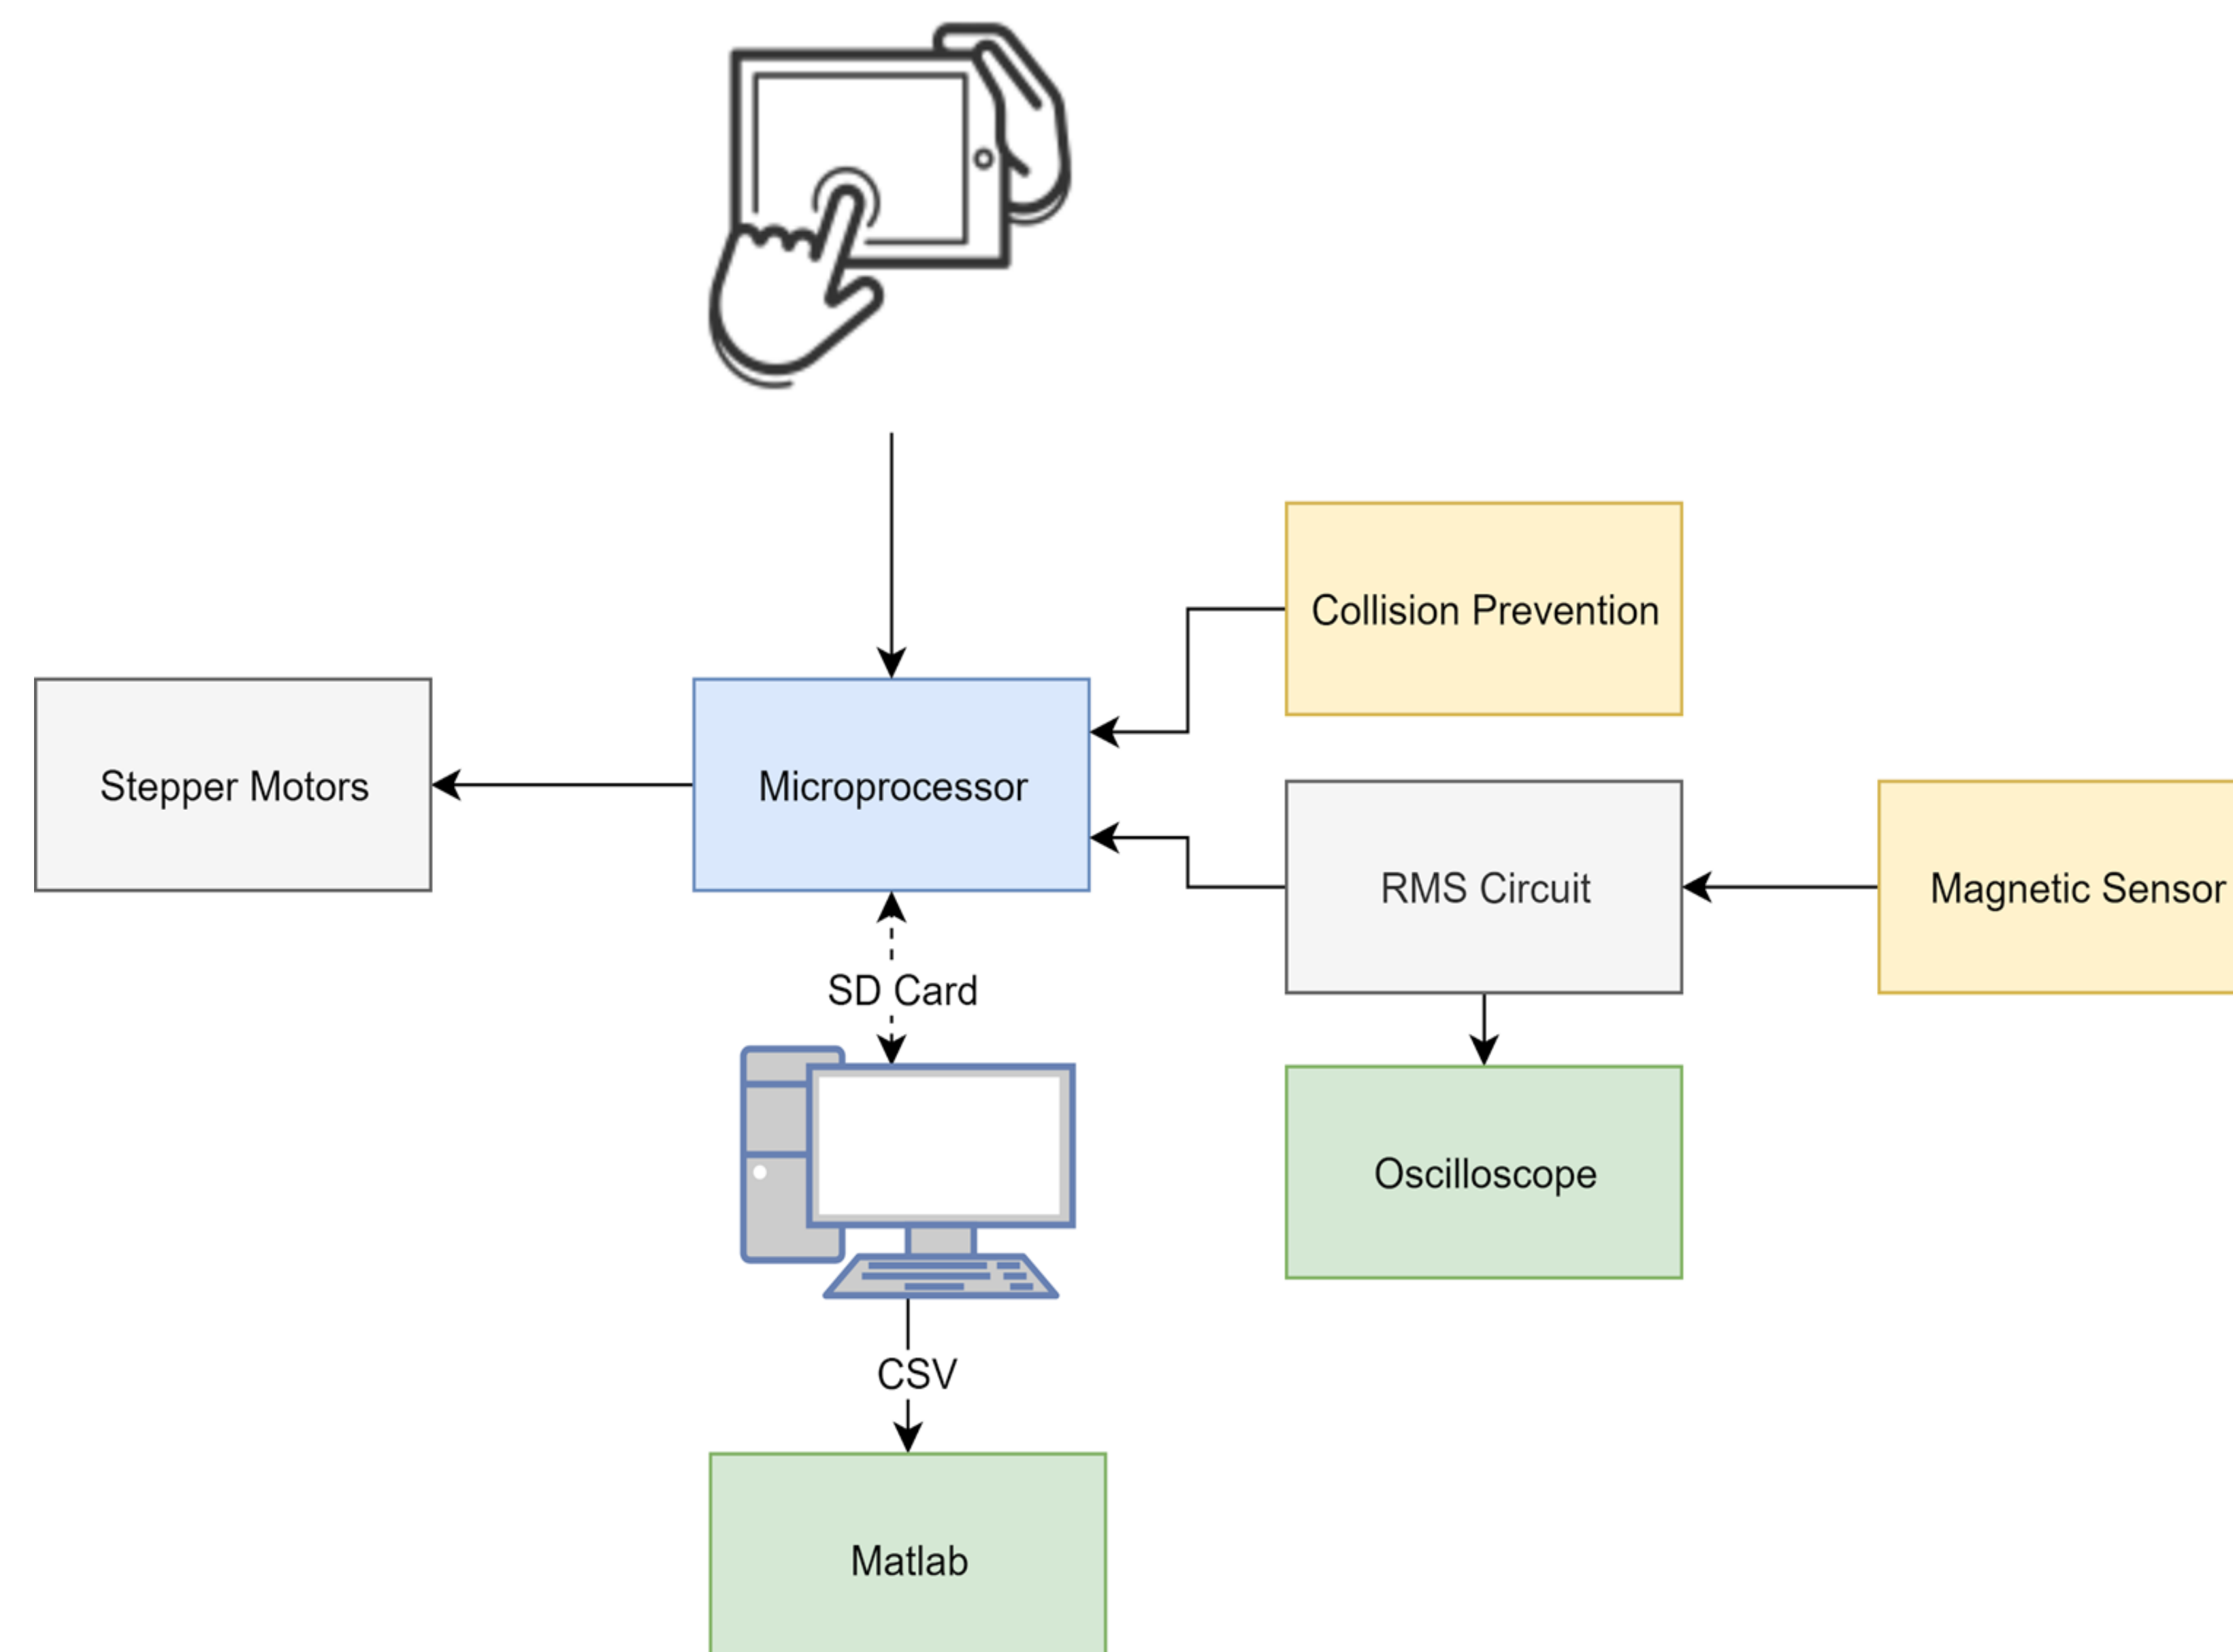 Collision Prevention
Stepper Motors
Microprocessor
RMS Circuit
Magnetic Sensor
SD Card
Oscilloscope
CSV
Matlab